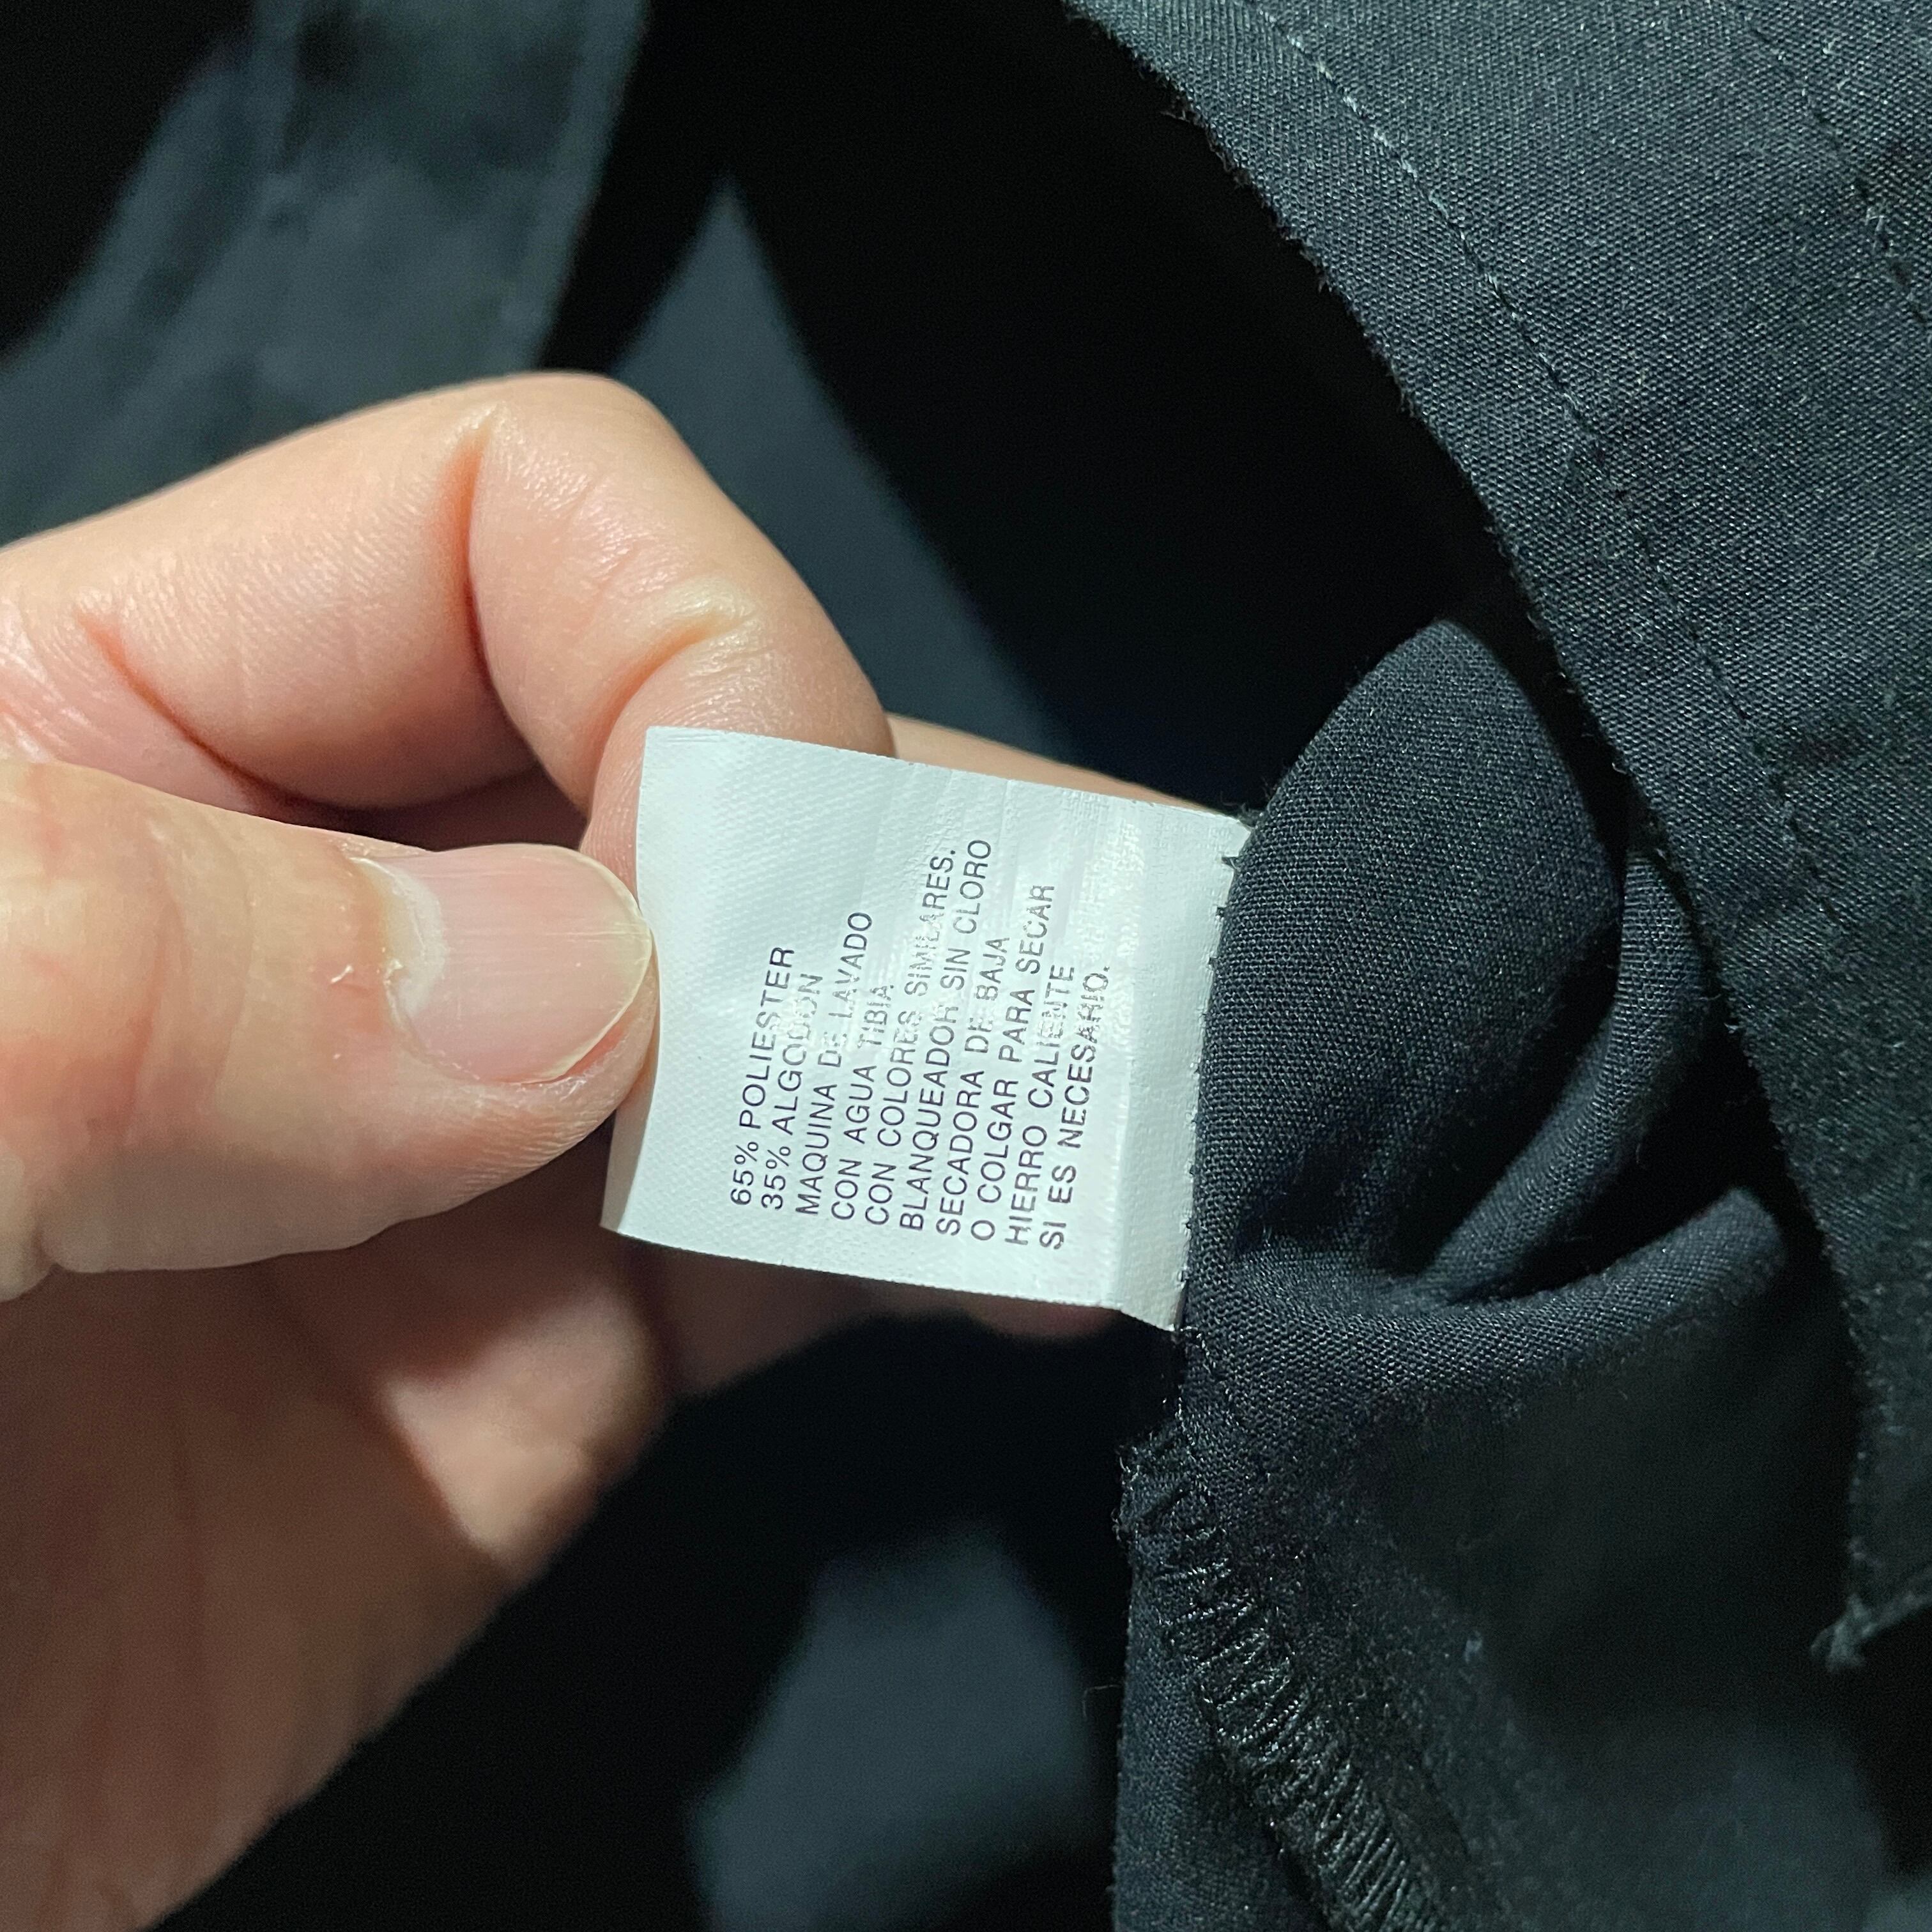 65% POLIESTER
35% ALGODON
MAQUINA DE LAVADO
CON AGUA TIBIA
CON COLORES SIMILARES.
BLANQUEADOR SIN CLORO
SECADORA DE BAJA
O COLGAR PARA SECAR
HIERRO CALIENTE
SI ES NECESARIO.